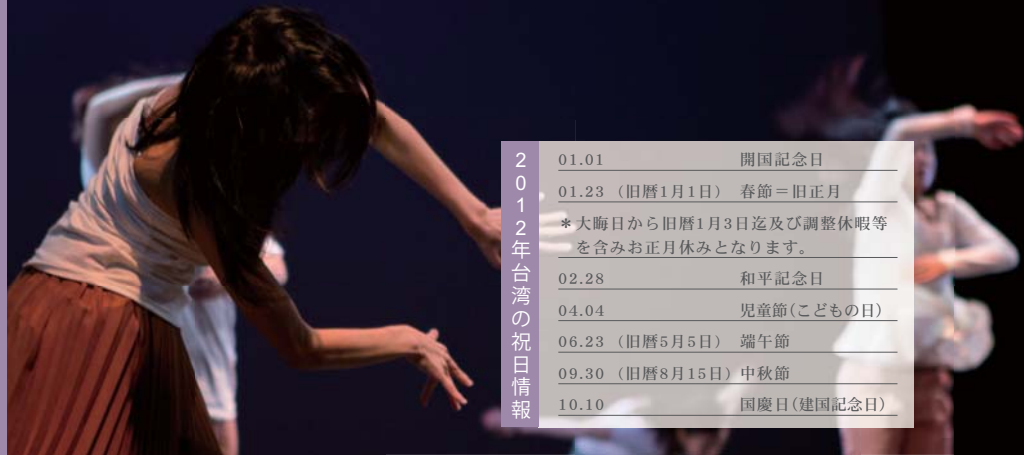 2012年台湾の祝日情報
01.01 開国記念日
01.23 （旧暦1月1日） 春節＝旧正月
＊大晦日から旧暦1月3日迄及び調整休暇等
を含みお正月休みとなります。
02.28 和平記念日
04.04 児童節（こどもの日）
06.23 （旧暦5月5日） 端午節
09.30 （旧暦8月15日） 中秋節
10.10 国慶日（建国記念日）